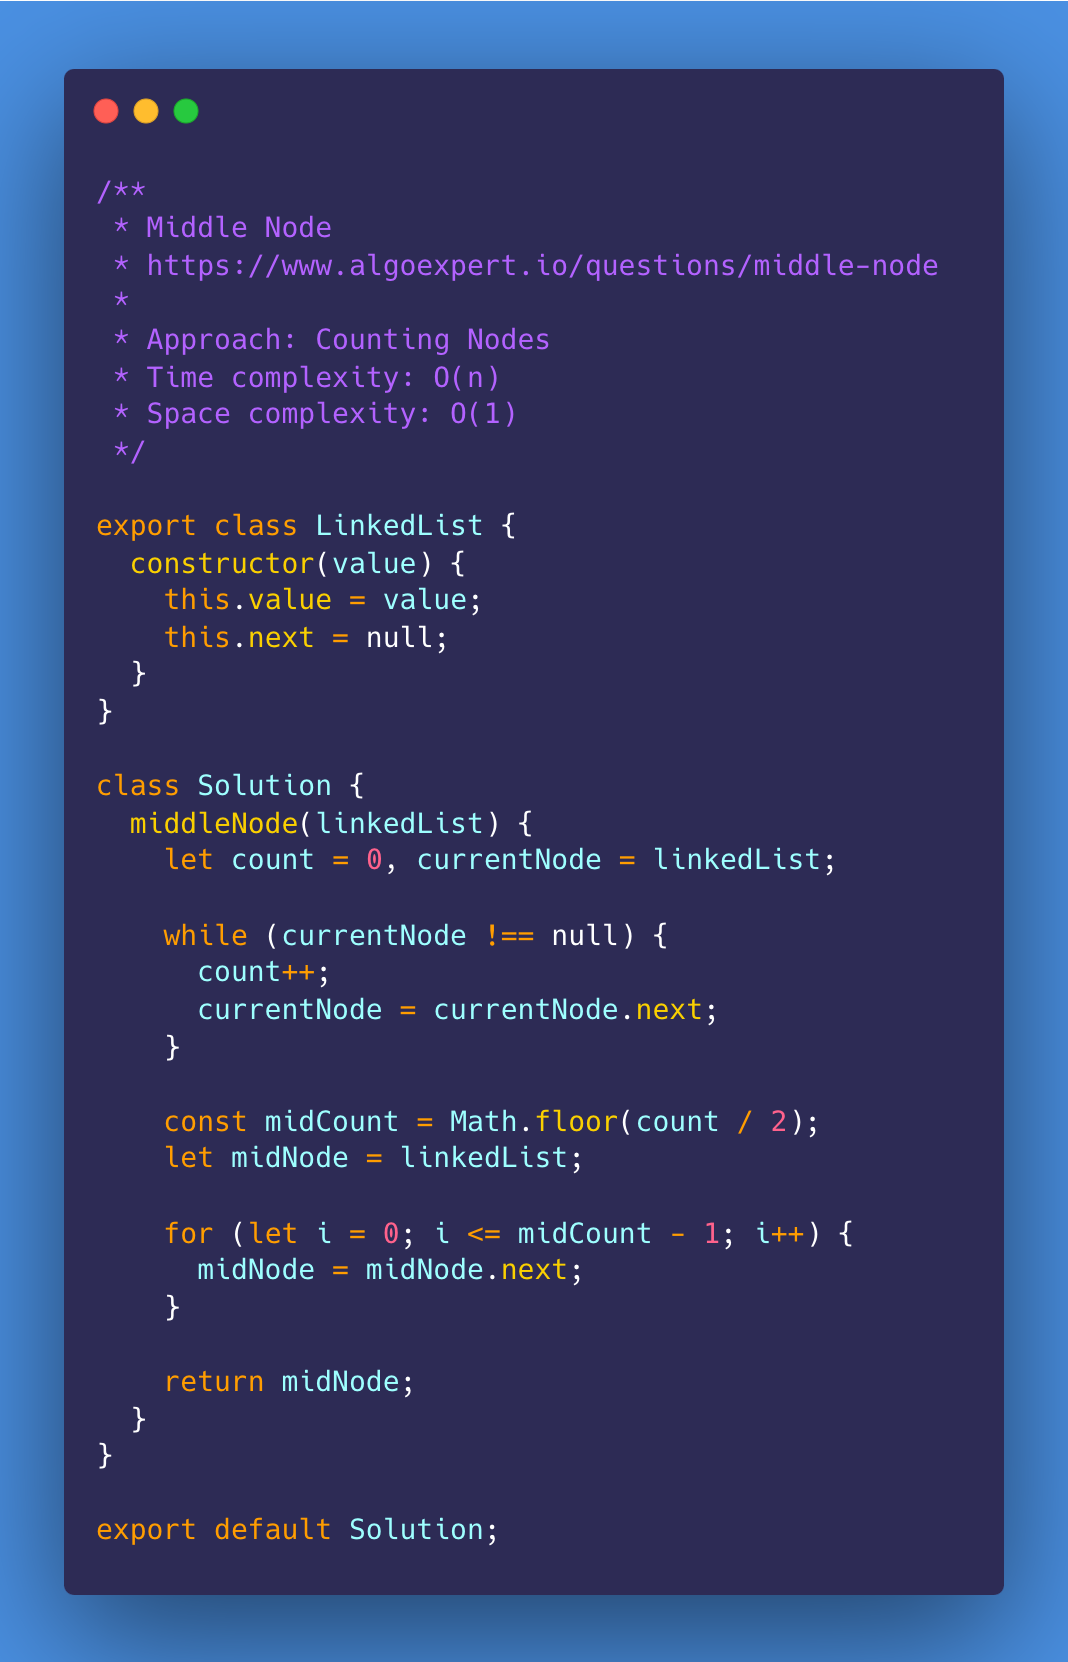 /**
 * Middle Node
 * https://www.algoexpert.io/questions/middle-node
 *
 * Approach: Counting Nodes
 * Time complexity: O(n)
 * Space complexity: O(1)
 */

export class LinkedList {
  constructor(value) {
    this.value = value;
    this.next = null;
  }
}

class Solution {
  middleNode(linkedList) {
    let count = 0, currentNode = linkedList;

    while (currentNode !== null) {
      count++;
      currentNode = currentNode.next;
    }

    const midCount = Math.floor(count / 2);
    let midNode = linkedList;

    for (let i = 0; i <= midCount - 1; i++) {
      midNode = midNode.next;
    }

    return midNode;
  }
}

export default Solution;